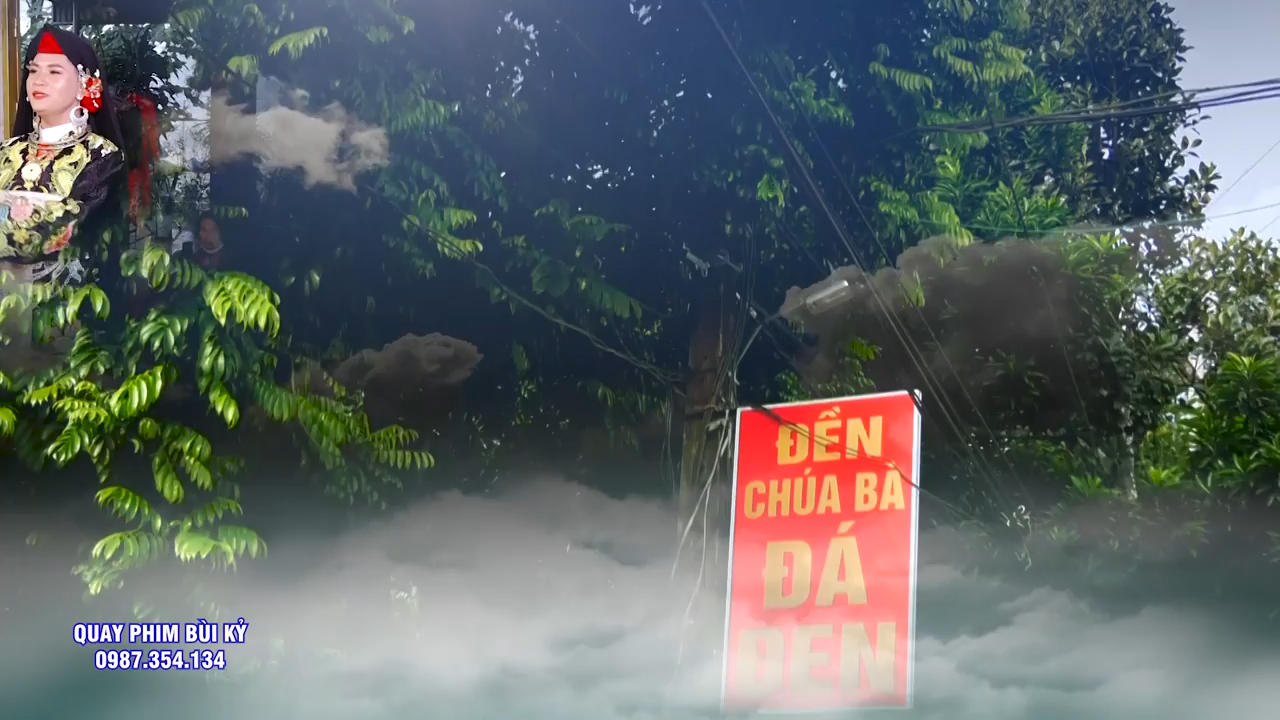 ĐỀN
CHÚA BÀ
ĐÁ
ĐEN
QUAY PHIM BÙI KỶ
0987.354.134